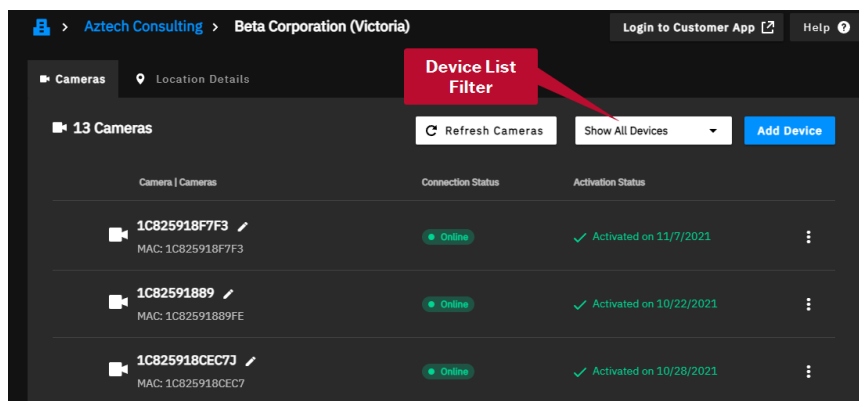 Aztech Consulting > Beta Corporation (Victoria) Login to Customer App Help ?
Cameras Location Details
Device List
Filter
13 Cameras Refresh Cameras Show All Devices Add Device
Camera | Cameras Connection Status Activation Status
1C825918F7F3
Online Activated on 11/7/2021
MAC: 1C825918F7F3
1C82591889
Online Activated on 10/22/2021
MAC: 1C82591889FE
1C825918CEC7J
Online Activated on 10/28/2021
MAC: 1C825918CEC7